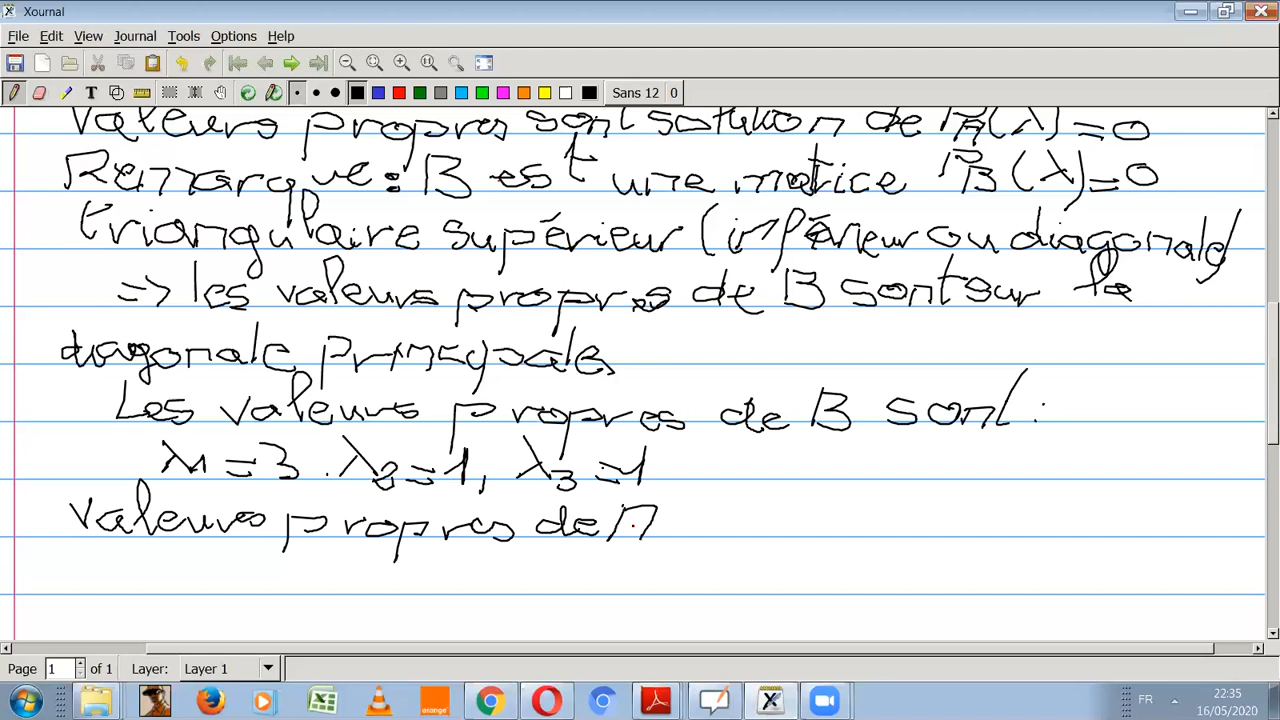 Xournal
File Edit View Journal Tools Options Help
Sans 12 0
Valeurs propres sont solution de P_A(λ)=0
Remarque: B est une matrice P_B(λ)=0
triangulaire supérieur (inférieur ou diagonale)
=> les valeurs propres de B sont sur la
diagonale principale
Les valeurs propres de B sont :
λ1=3. λ2=1, λ3=1
Valeurs propres de
Page 1 of 1 Layer: Layer 1
orange
FR 22:35
16/05/2020